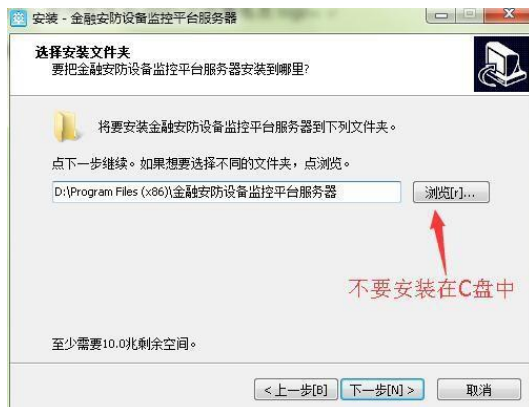 安装 - 金融安防设备监控平台服务器
选择安装文件夹
要把金融安防设备监控平台服务器安装到哪里?
将要安装金融安防设备监控平台服务器到下列文件夹。
点下一步继续。如果想要选择不同的文件夹，点浏览。
D:\Program Files (x86)\金融安防设备监控平台服务器
浏览[r]...
不要安装在C盘中
至少需要10.0兆剩余空间。
<上一步[B]
下一步[N] >
取消